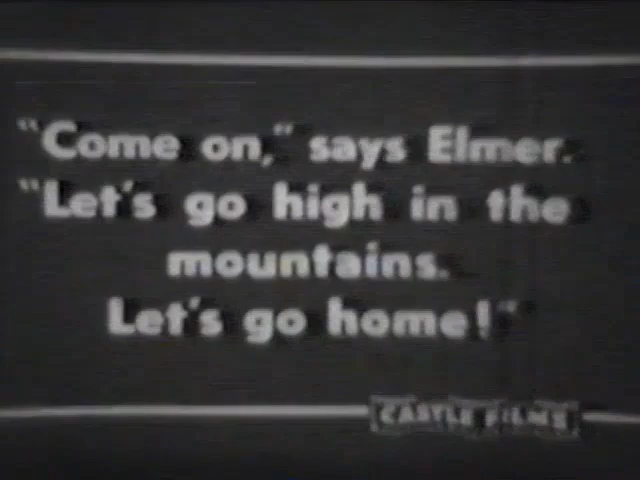 "Come on," says Elmer.
"Let's go high in the
mountains.
Let's go home!"
CASTLE FILMS